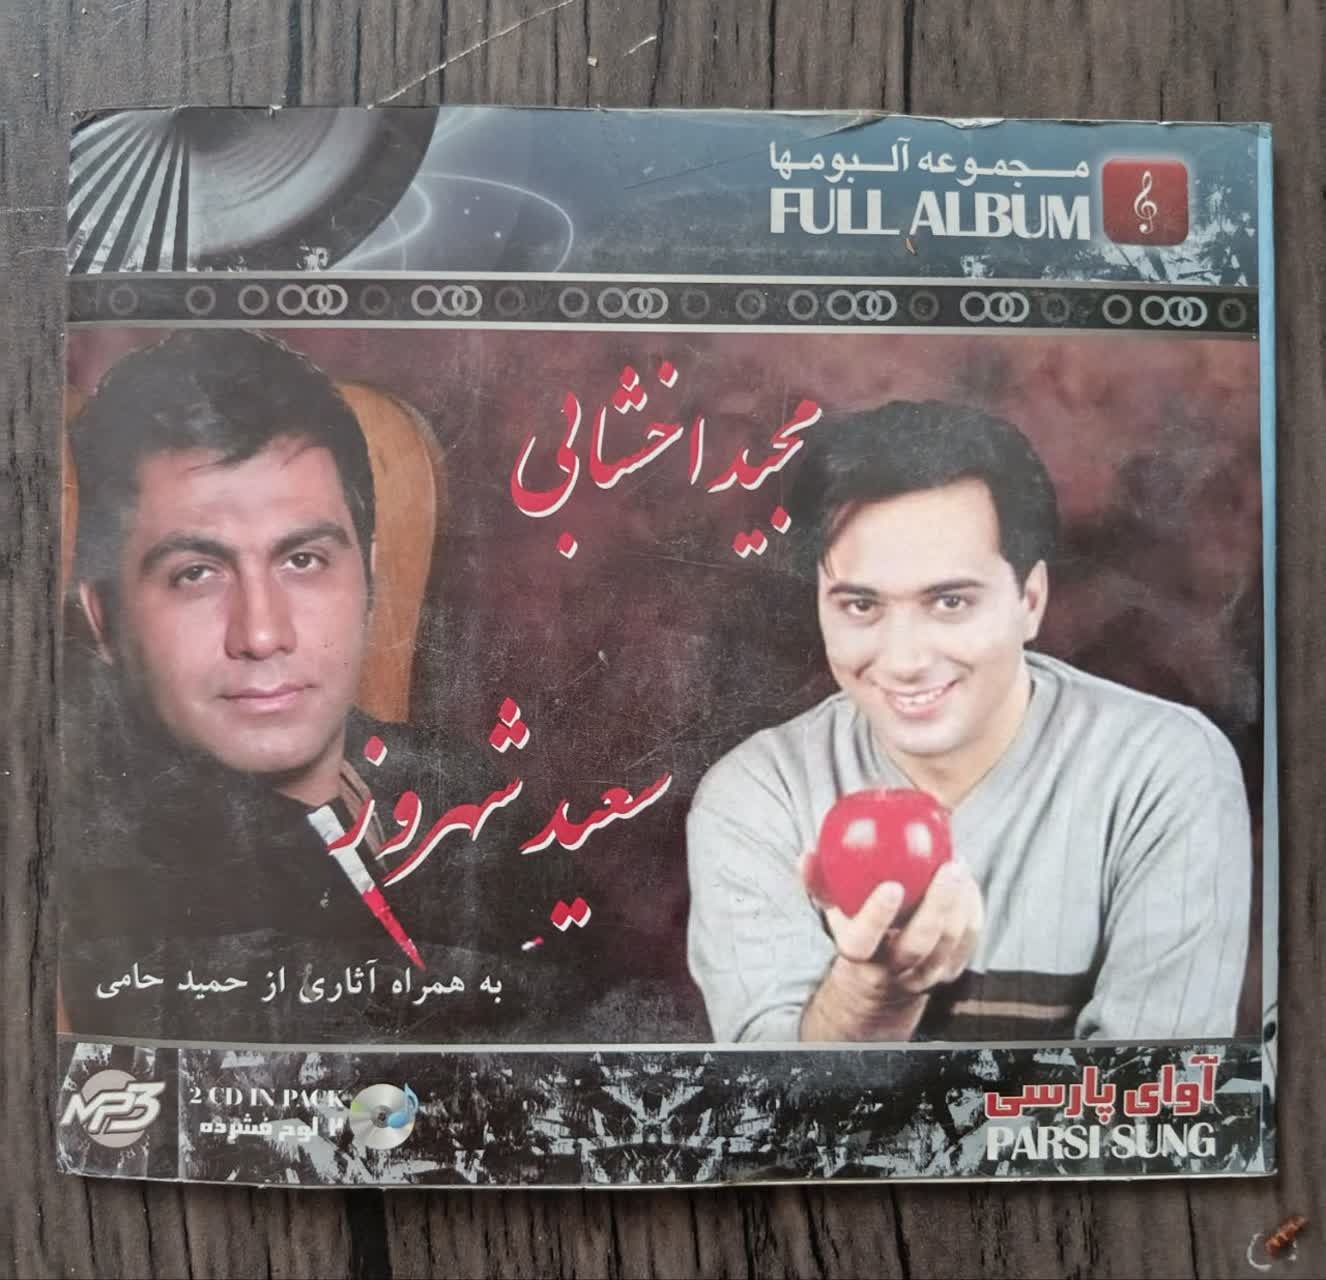 مجموعه آلبومها
FULL ALBUM
مجید اخشابی
سعید شهروز
به همراه آثاری از حمید حامی
MP3
2 CD IN PACK
۲ لوح فشرده
آوای پارسی
PARSI SUNG